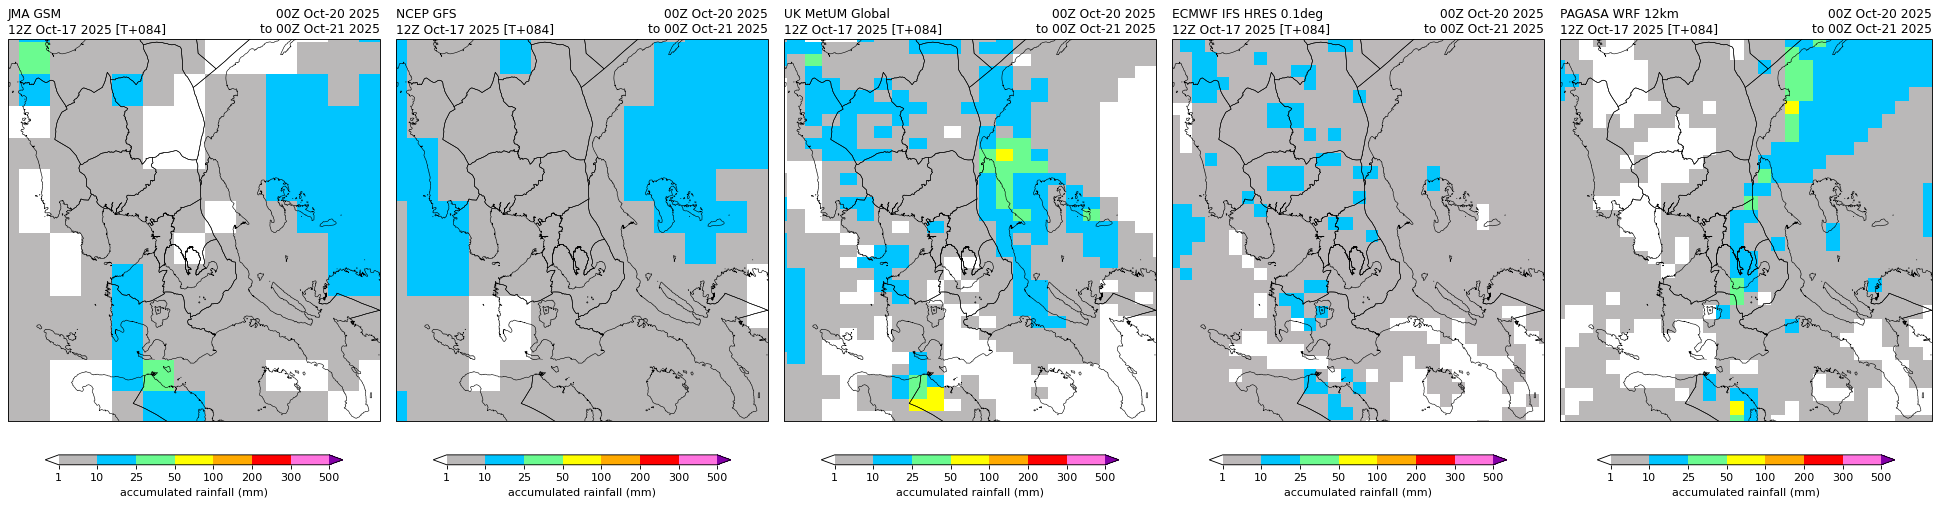 JMA GSM 00Z Oct-20 2025
12Z Oct-17 2025 [T+084] to 00Z Oct-21 2025
1 10 25 50 100 200 300 500
accumulated rainfall (mm)
NCEP GFS 00Z Oct-20 2025
12Z Oct-17 2025 [T+084] to 00Z Oct-21 2025
1 10 25 50 100 200 300 500
accumulated rainfall (mm)
UK MetUM Global 00Z Oct-20 2025
12Z Oct-17 2025 [T+084] to 00Z Oct-21 2025
1 10 25 50 100 200 300 500
accumulated rainfall (mm)
ECMWF IFS HRES 0.1deg 00Z Oct-20 2025
12Z Oct-17 2025 [T+084] to 00Z Oct-21 2025
1 10 25 50 100 200 300 500
accumulated rainfall (mm)
PAGASA WRF 12km 00Z Oct-20 2025
12Z Oct-17 2025 [T+084] to 00Z Oct-21 2025
1 10 25 50 100 200 300 500
accumulated rainfall (mm)